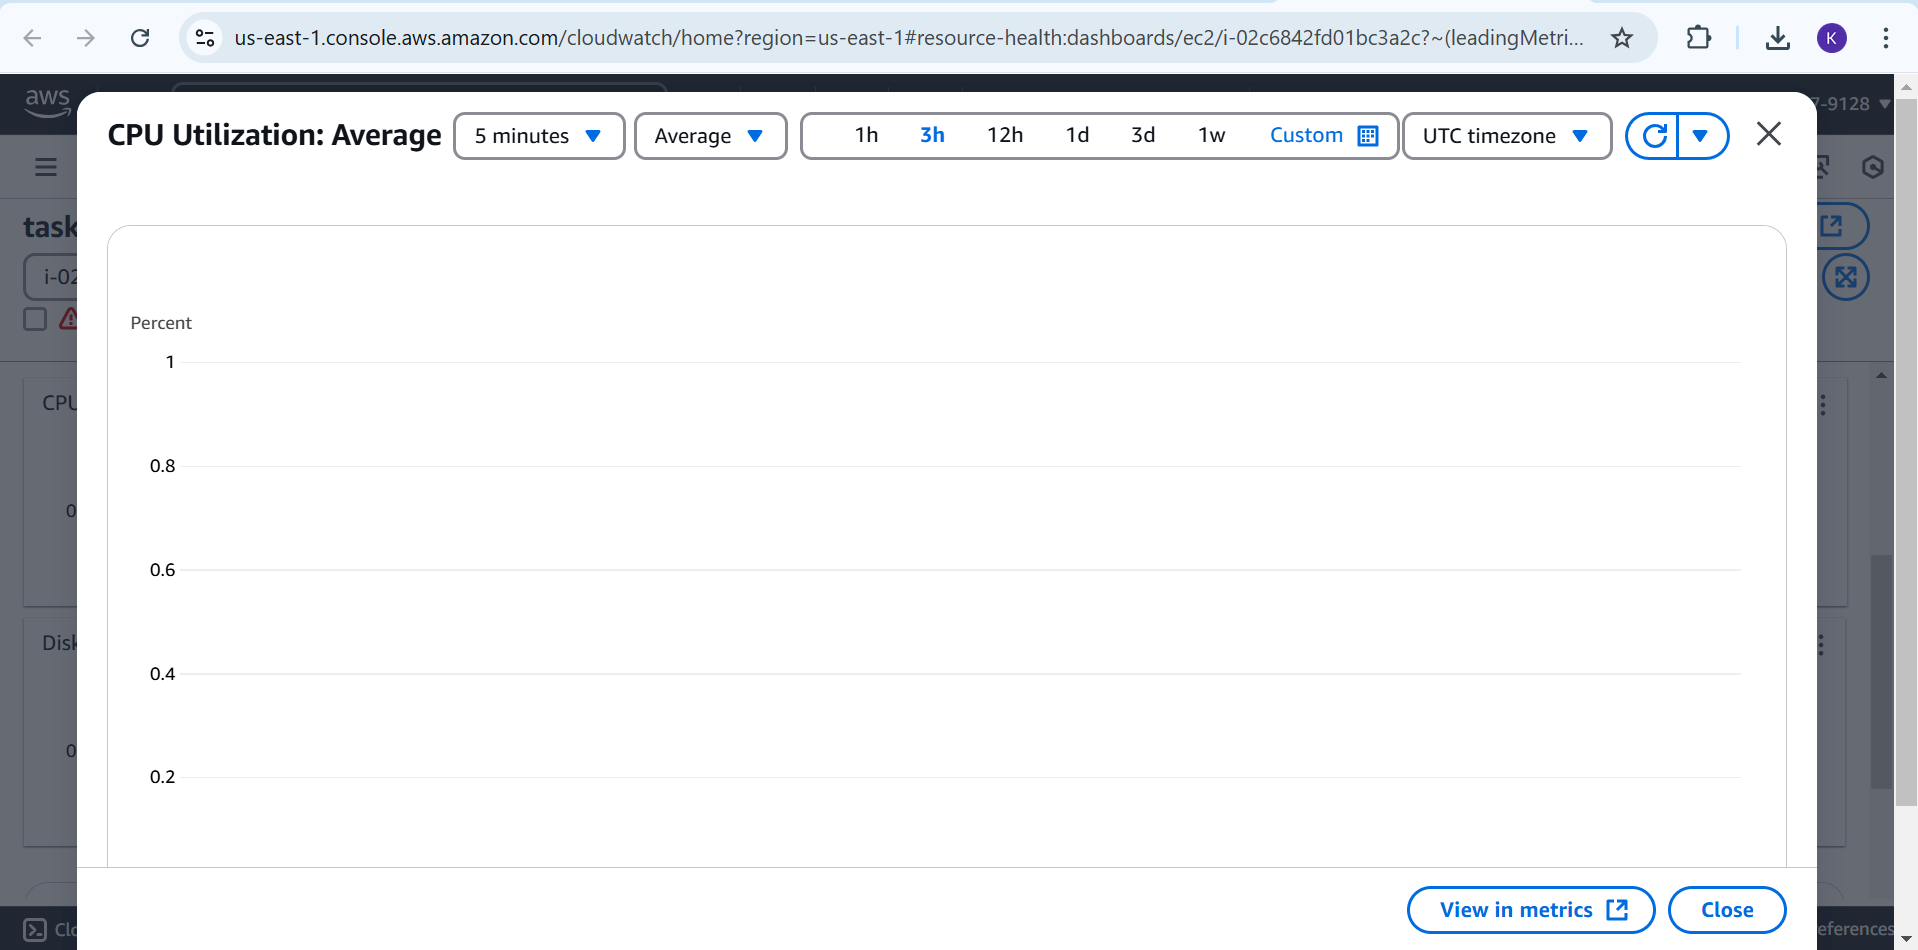 us-east-1.console.aws.amazon.com/cloudwatch/home?region=us-east-1#resource-health:dashboards/ec2/i-02c6842fd01bc3a2c?~(leadingMetri...
K
aws
7-9128
CPU Utilization: Average
5 minutes
Average
1h 3h 12h 1d 3d 1w Custom
UTC timezone
task
i-02
Percent
1
CPU
0.8
0
0.6
Disk
0.4
0
0.2
View in metrics
Close
Clo
eferences